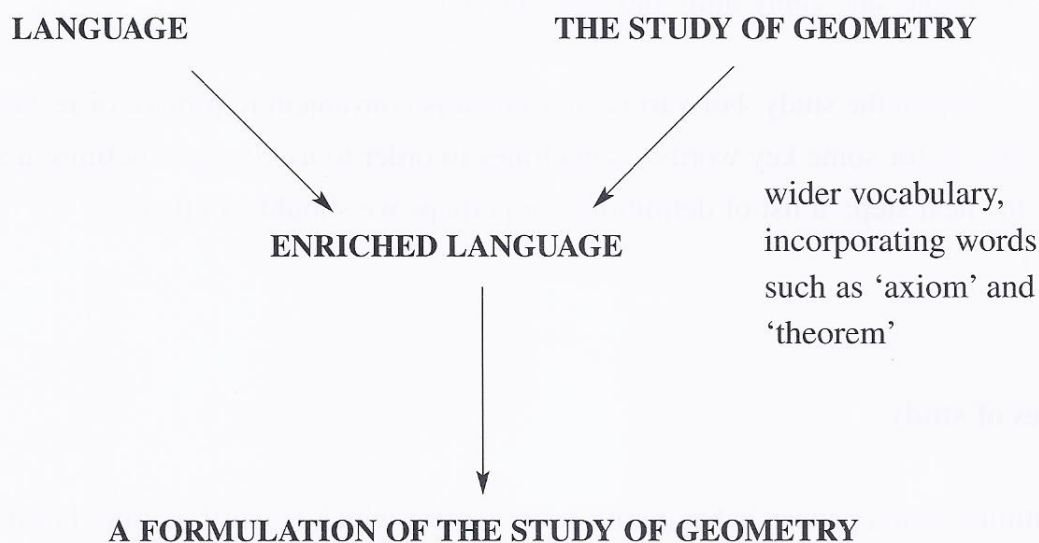 LANGUAGE
THE STUDY OF GEOMETRY
wider vocabulary,
incorporating words
such as ‘axiom’ and
‘theorem’
ENRICHED LANGUAGE
A FORMULATION OF THE STUDY OF GEOMETRY